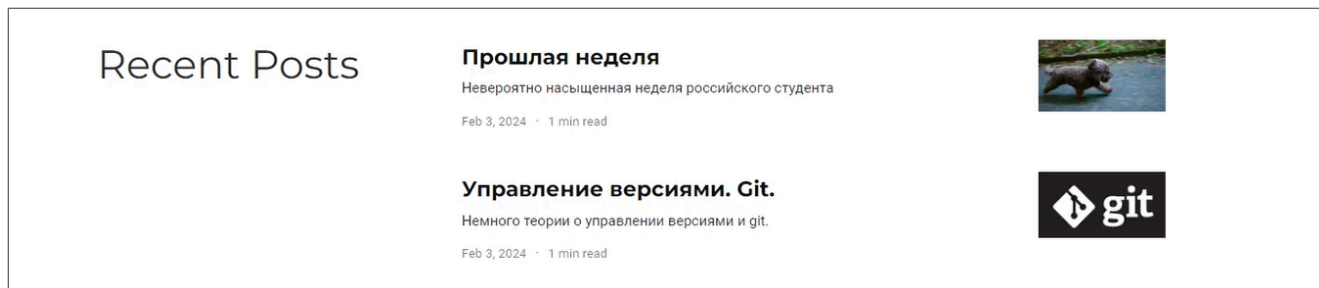 Recent Posts
Прошлая неделя
Невероятно насыщенная неделя российского студента
Feb 3, 2024 · 1 min read
Управление версиями. Git.
Немного теории о управлении версиями и git.
Feb 3, 2024 · 1 min read
git